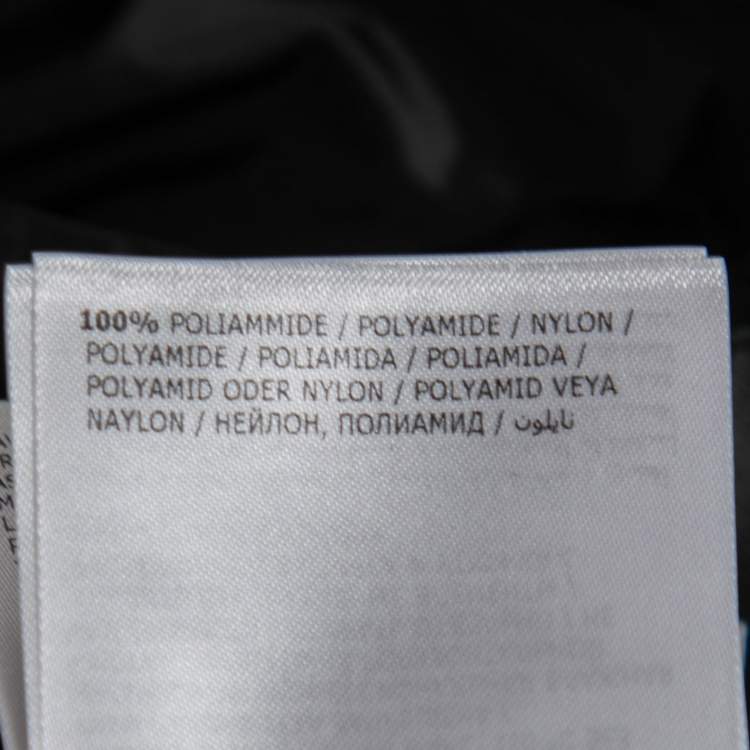 100% POLIAMMIDE / POLYAMIDE / NYLON /
POLYAMIDE / POLIAMIDA / POLIAMIDA /
POLYAMID ODER NYLON / POLYAMID VEYA
NAYLON / НЕЙЛОН, ПОЛИАМИД / نايلون